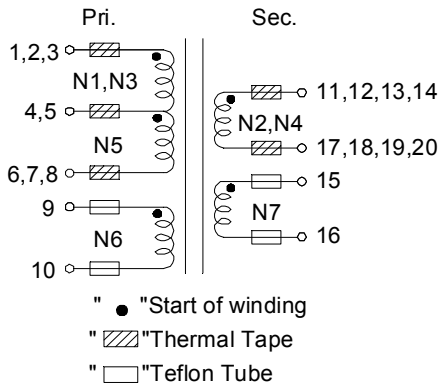 Pri. Sec.
1,2,3
N1,N3
11,12,13,14
4,5
N2,N4
N5
17,18,19,20
6,7,8
15
9
N7
N6
16
10
" "Start of winding
" "Thermal Tape
" "Teflon Tube